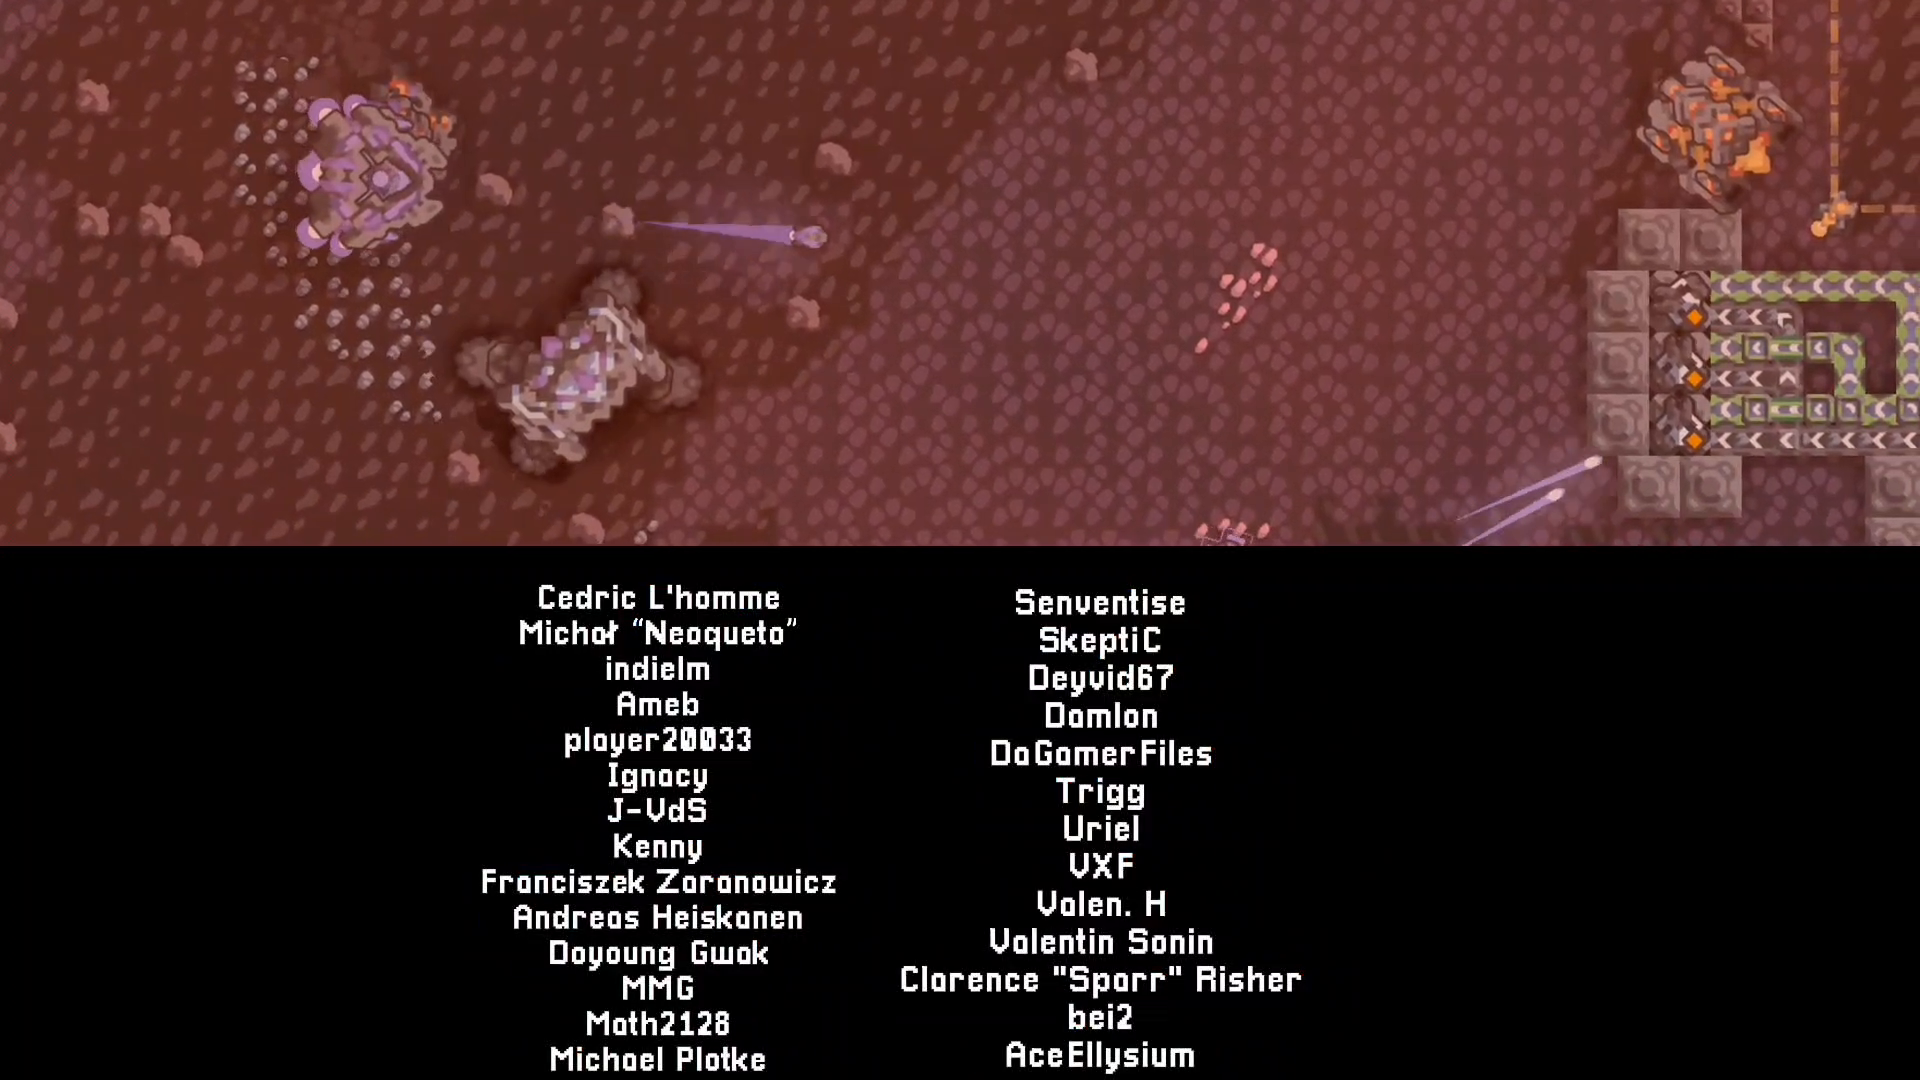 Cedric L'homme
Michał “Neoqueto”
indielm
Ameb
player20033
Ignacy
J-VdS
Kenny
Franciszek Zaranowicz
Andreas Heiskanen
Doyoung Gwak
MMG
Math2128
Michael Plotke
Senventise
SkeptiC
Deyvid67
Damlon
DaGamerFiles
Trigg
Uriel
VXF
Valen. H
Valentin Sonin
Clarence "Sparr" Risher
bei2
AceEllysium